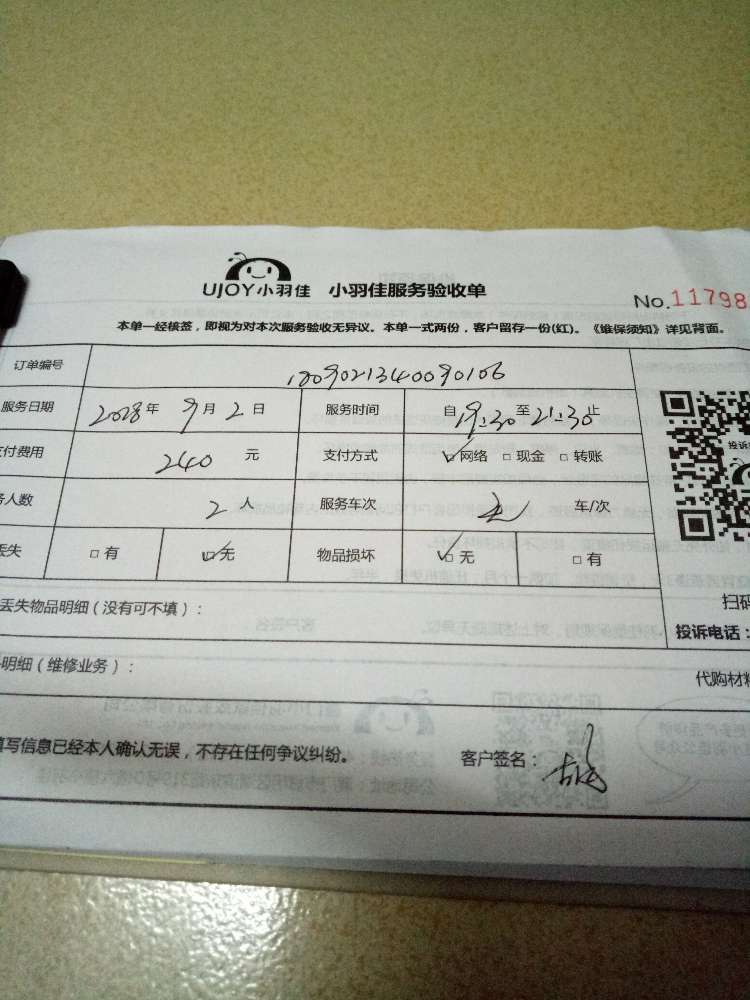 UJOY小羽佳 小羽佳服务验收单
No.11798
本单一经核签，即视为对本次服务验收无异议。本单一式两份，客户留存一份(红)。《维保须知》详见背面。
订单编号 1809021340090106
服务日期 2018年 9月 2日 服务时间 自 19:30 至 21:30 止
付费用 240 元 支付方式 ☑网络 □现金 □转账
务人数 2 人 服务车次 车/次
丢失 □有 ☑无 物品损坏 ☑无 □有
投诉
丢失物品明细（没有可不填）：
扫码
投诉电话：
明细（维修业务）：
代购材料
填写信息已经本人确认无误，不存在任何争议纠纷。 客户签名：